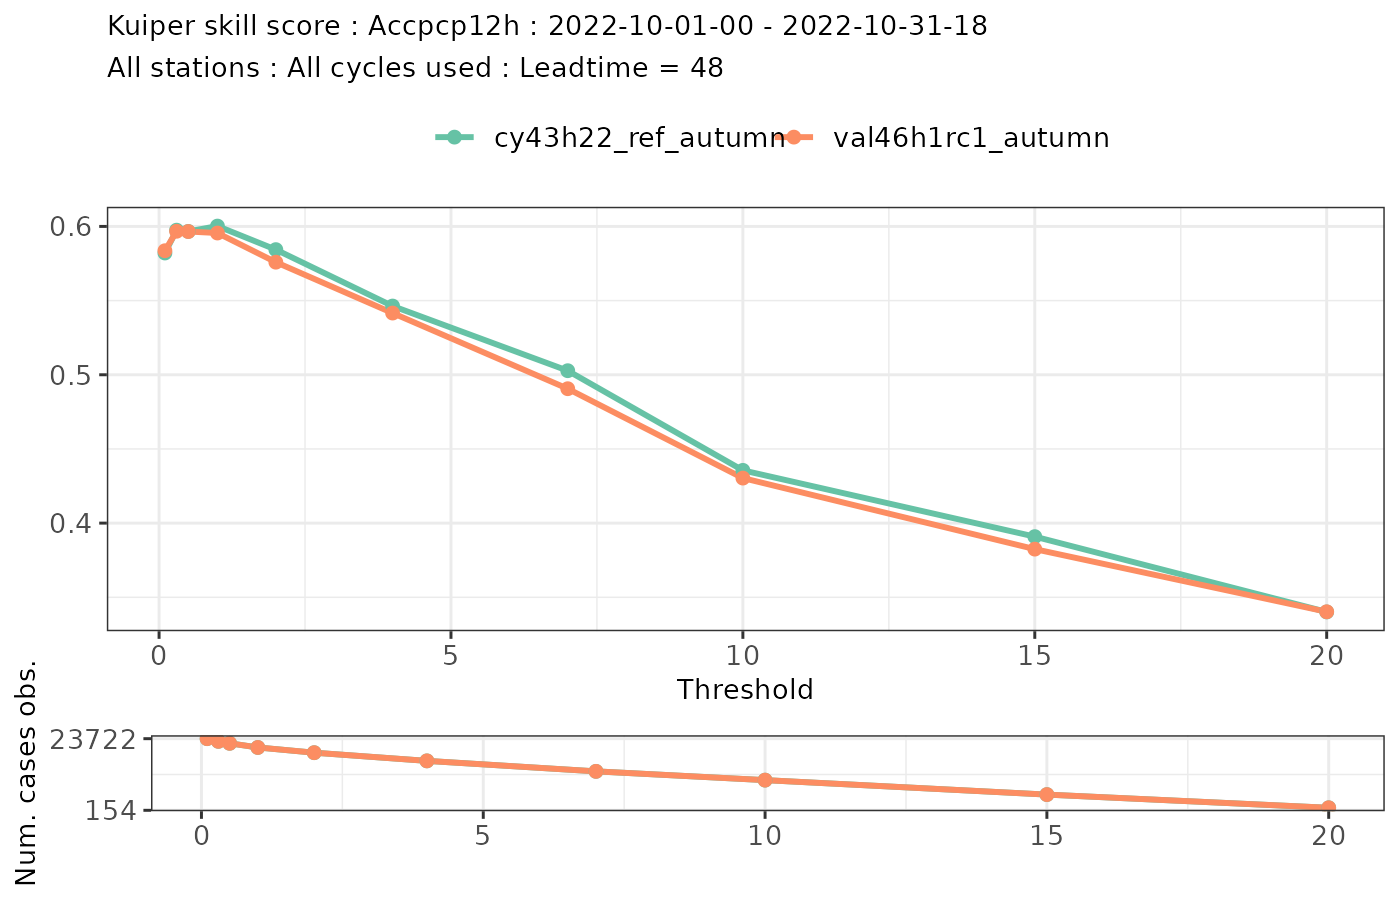 Kuiper skill score : Accpcp12h : 2022-10-01-00 - 2022-10-31-18
All stations : All cycles used : Leadtime = 48
cy43h22_ref_autumn val46h1rc1_autumn
0.6
0.5
0.4
0 5 10 15 20
Threshold
Num. cases obs.
23722
154
0 5 10 15 20